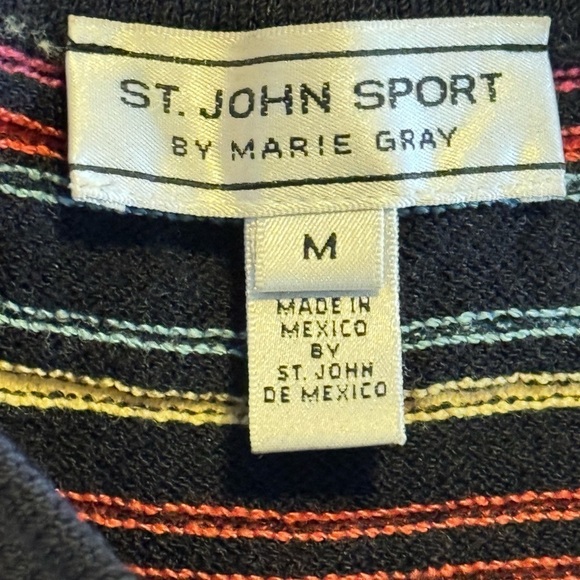 ST. JOHN SPORT
BY MARIE GRAY
M
MADE IN
MEXICO
BY
ST. JOHN
DE MEXICO